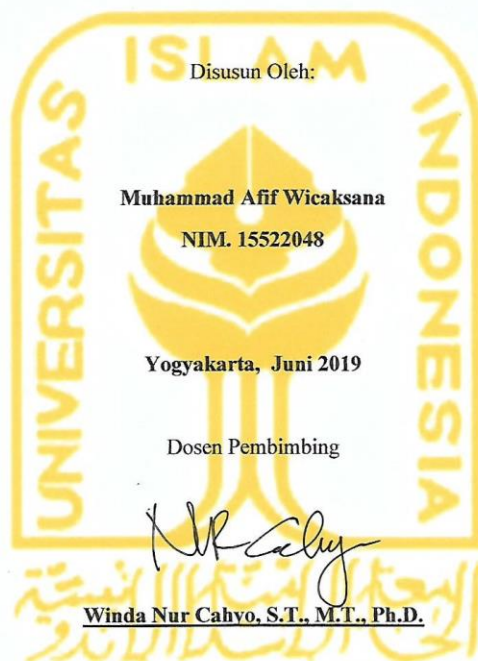 ISLAM
UNIVERSITAS
INDONESIA
Disusun Oleh:
Muhammad Afif Wicaksana
NIM. 15522048
Yogyakarta, Juni 2019
Dosen Pembimbing
Winda Nur Cahyo, S.T., M.T., Ph.D.